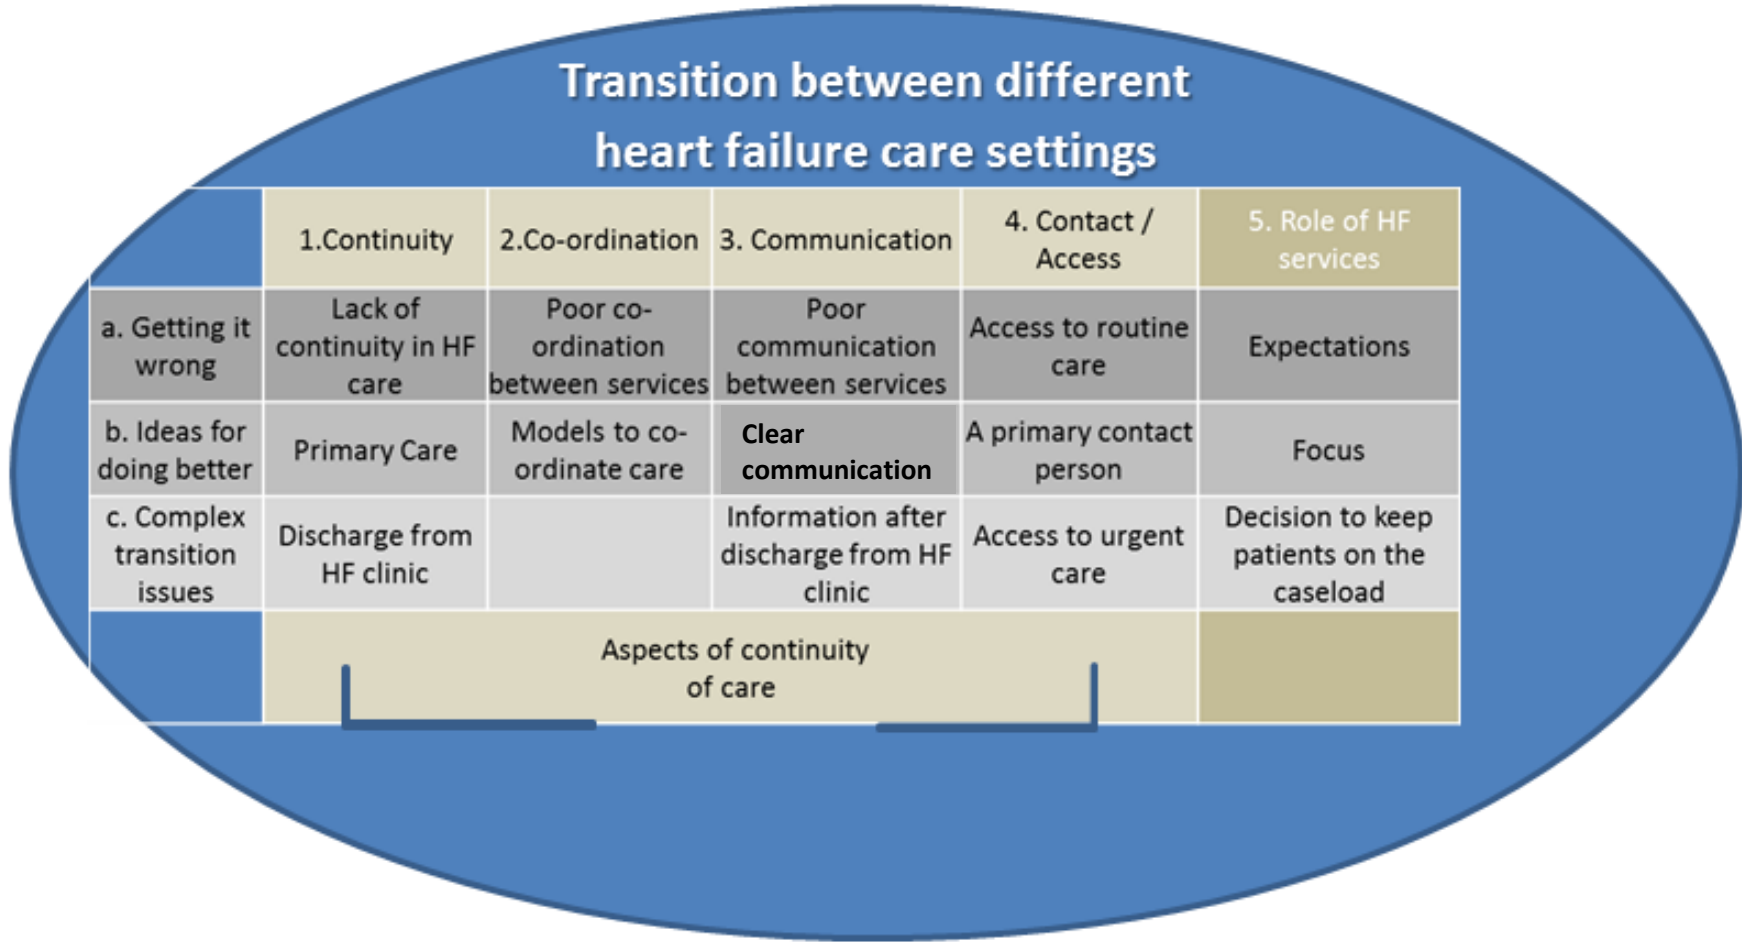 Transition between different
heart failure care settings
1.Continuity
2.Co-ordination
3. Communication
4. Contact /
Access
5. Role of HF
services
a. Getting it
wrong
Lack of
continuity in HF
care
Poor co-
ordination
between services
Poor
communication
between services
Access to routine
care
Expectations
b. Ideas for
doing better
Primary Care
Models to co-
ordinate care
Clear
communication
A primary contact
person
Focus
c. Complex
transition
issues
Discharge from
HF clinic
Information after
discharge from HF
clinic
Access to urgent
care
Decision to keep
patients on the
caseload
Aspects of continuity
of care